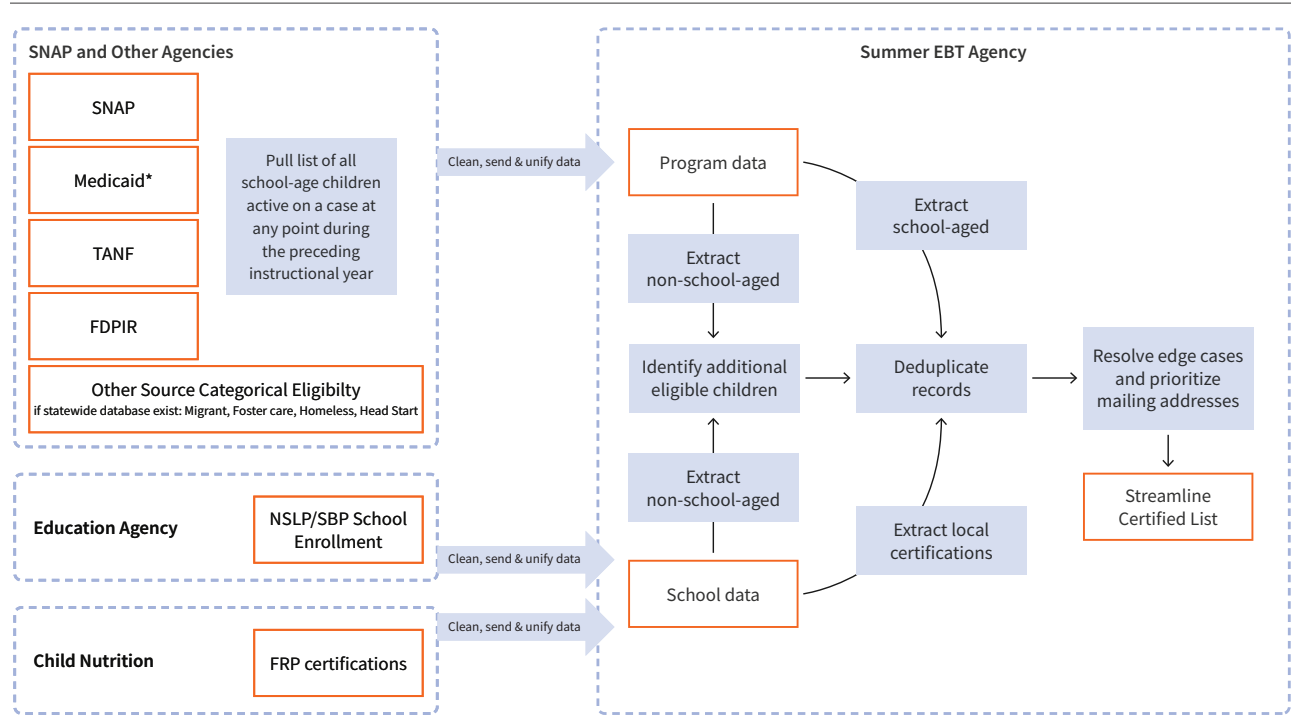 SNAP and Other Agencies
SNAP
Medicaid*
TANF
FDPIR
Other Source Categorical Eligibilty
if statewide database exist: Migrant, Foster care, Homeless, Head Start
Pull list of all
school-age children
active on a case at
any point during
the preceding
instructional year
Education Agency
NSLP/SBP School
Enrollment
Child Nutrition
FRP certifications
Clean, send & unify data
Clean, send & unify data
Clean, send & unify data
Summer EBT Agency
Program data
Extract
school-aged
Extract
non-school-aged
Identify additional
eligible children
Deduplicate
records
Resolve edge cases
and prioritize
mailing addresses
Extract
non-school-aged
Extract local
certifications
Streamline
Certified List
School data